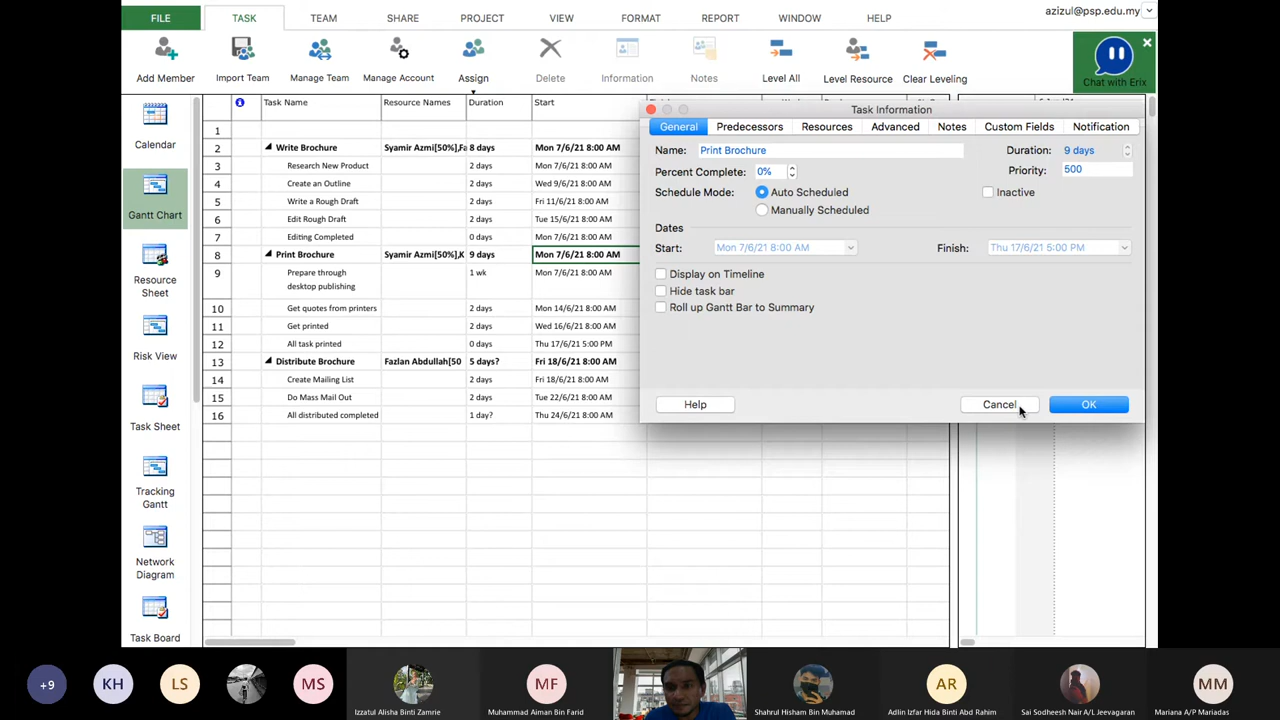 FILE TASK TEAM SHARE PROJECT VIEW FORMAT REPORT WINDOW HELP azizul@psp.edu.my
Add Member Import Team Manage Team Manage Account Assign Delete Information Notes Level All Level Resource Clear Leveling Chat with Erix
Task Name Resource Names Duration Start
Task Information
General Predecessors Resources Advanced Notes Custom Fields Notification
Name: Print Brochure Duration: 9 days
Percent Complete: 0% Priority: 500
Schedule Mode: Auto Scheduled Inactive
Manually Scheduled
Dates
Start: Mon 7/6/21 8:00 AM Finish: Thu 17/6/21 5:00 PM
Display on Timeline
Hide task bar
Roll up Gantt Bar to Summary
Help Cancel OK
Calendar
Gantt Chart
Resource
Sheet
Risk View
Task Sheet
Tracking
Gantt
Network
Diagram
Task Board
1
2 Write Brochure Syamir Azmi[50%],Fa 8 days Mon 7/6/21 8:00 AM
3 Research New Product 2 days Mon 7/6/21 8:00 AM
4 Create an Outline 2 days Wed 9/6/21 8:00 AM
5 Write a Rough Draft 2 days Fri 11/6/21 8:00 AM
6 Edit Rough Draft 2 days Tue 15/6/21 8:00 AM
7 Editing Completed 0 days Mon 7/6/21 8:00 AM
8 Print Brochure Syamir Azmi[50%],K 9 days Mon 7/6/21 8:00 AM
9 Prepare through 1 wk Mon 7/6/21 8:00 AM
desktop publishing
10 Get quotes from printers 2 days Mon 14/6/21 8:00 AM
11 Get printed 2 days Wed 16/6/21 8:00 AM
12 All task printed 0 days Thu 17/6/21 5:00 PM
13 Distribute Brochure Fazlan Abdullah[50 5 days? Fri 18/6/21 8:00 AM
14 Create Mailing List 2 days Fri 18/6/21 8:00 AM
15 Do Mass Mail Out 2 days Tue 22/6/21 8:00 AM
16 All distributed completed 1 day? Thu 24/6/21 8:00 AM
+9 KH LS MS MF AR MM
Izzatul Alisha Binti Zamrie Muhammad Aiman Bin Farid Shahrul Hisham Bin Muhamad Adlin Izfar Hida Binti Abd Rahim Sai Sodheesh Nair A/L Jeevagaran Mariana A/P Mariadas